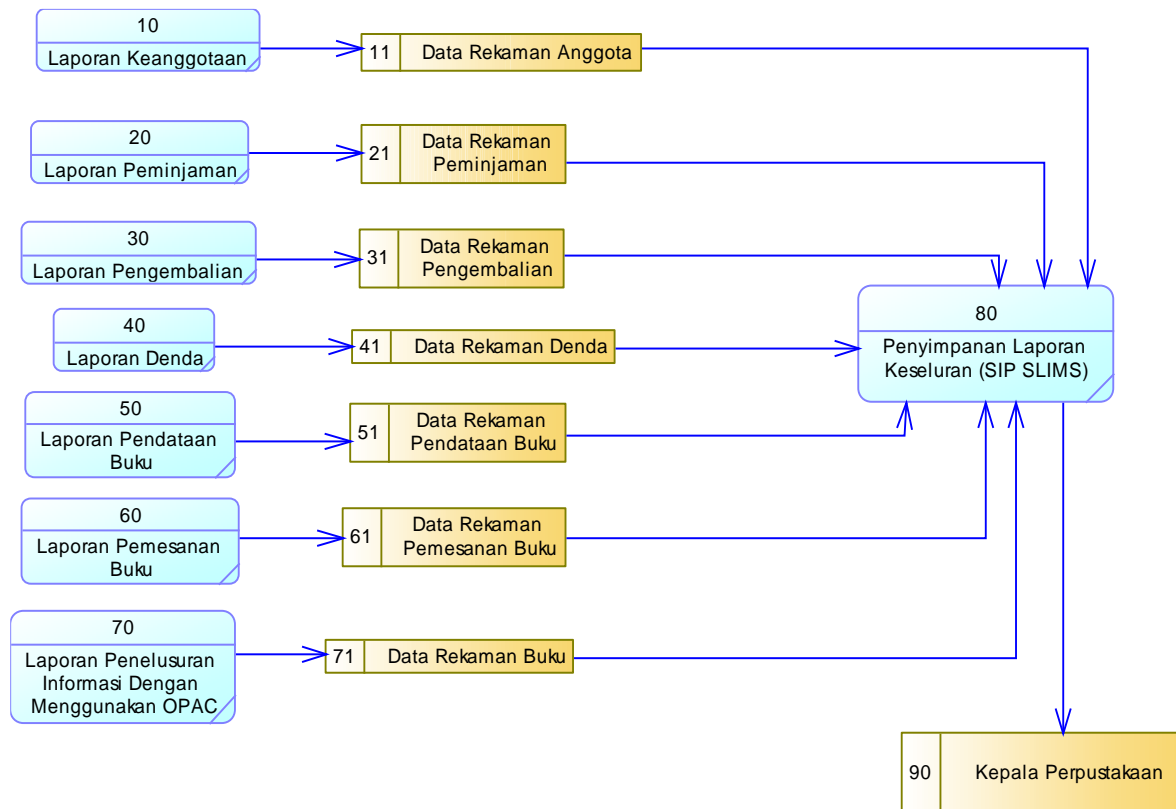 10
Laporan Keanggotaan
11
Data Rekaman Anggota
20
Laporan Peminjaman
21
Data Rekaman
Peminjaman
30
Laporan Pengembalian
31
Data Rekaman
Pengembalian
40
Laporan Denda
41
Data Rekaman Denda
80
Penyimpanan Laporan
Keseluran (SIP SLIMS)
50
Laporan Pendataan
Buku
51
Data Rekaman
Pendataan Buku
60
Laporan Pemesanan
Buku
61
Data Rekaman
Pemesanan Buku
70
Laporan Penelusuran
Informasi Dengan
Menggunakan OPAC
71
Data Rekaman Buku
90
Kepala Perpustakaan